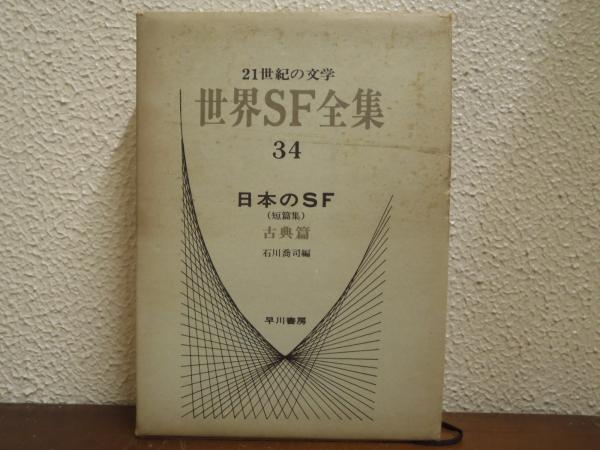 21世紀の文学
世界SF全集
34
日本のSF
(短篇集)
古典篇
石川喬司編
早川書房